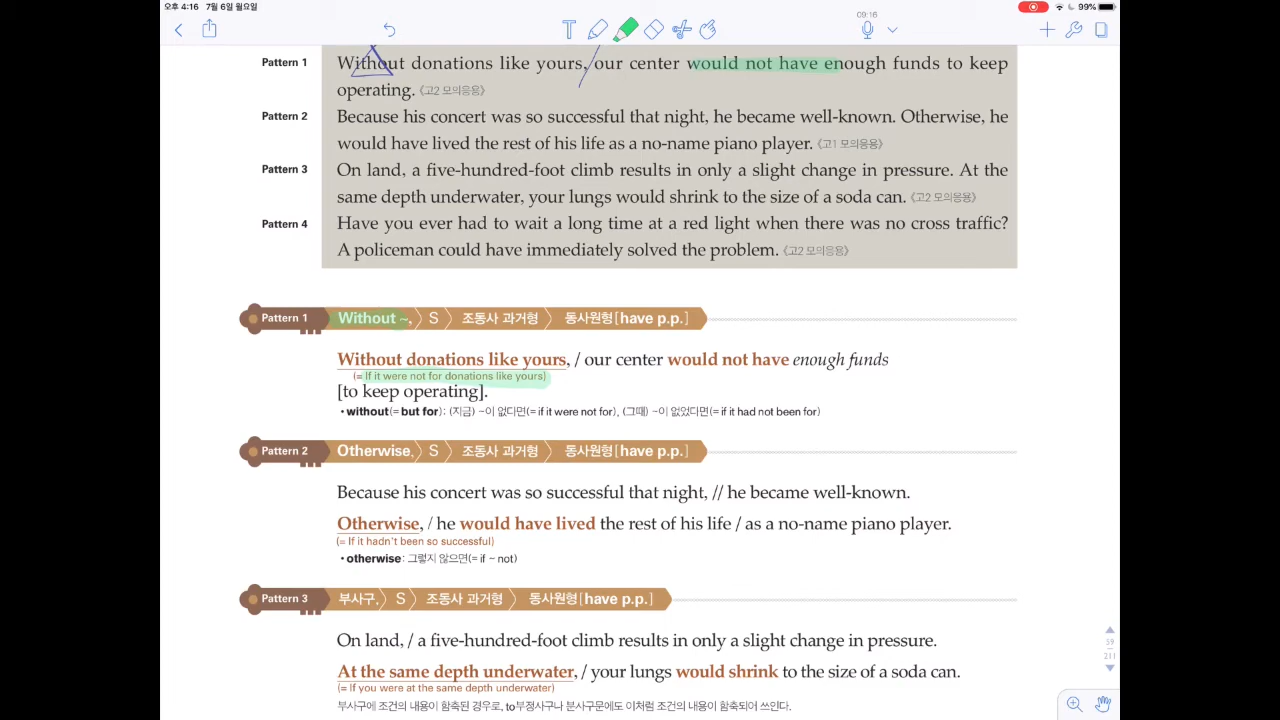 오후 4:16 7월 6일 월요일
99%
09:16
Pattern 1 Without donations like yours, our center would not have enough funds to keep
operating. 《고2 모의응용》
Pattern 2 Because his concert was so successful that night, he became well-known. Otherwise, he
would have lived the rest of his life as a no-name piano player. 《고1 모의응용》
Pattern 3 On land, a five-hundred-foot climb results in only a slight change in pressure. At the
same depth underwater, your lungs would shrink to the size of a soda can. 《고2 모의응용》
Pattern 4 Have you ever had to wait a long time at a red light when there was no cross traffic?
A policeman could have immediately solved the problem. 《고2 모의응용》
Pattern 1 Without ~, S 조동사 과거형 동사원형[have p.p.]
Without donations like yours, / our center would not have enough funds
(= If it were not for donations like yours)
[to keep operating].
• without(= but for): (지금) ~이 없다면(= if it were not for), (그때) ~이 없었다면(= if it had not been for)
Pattern 2 Otherwise, S 조동사 과거형 동사원형[have p.p.]
Because his concert was so successful that night, // he became well-known.
Otherwise, / he would have lived the rest of his life / as a no-name piano player.
(= If it hadn't been so successful)
• otherwise: 그렇지 않으면(= if ~ not)
Pattern 3 부사구, S 조동사 과거형 동사원형[have p.p.]
On land, / a five-hundred-foot climb results in only a slight change in pressure.
At the same depth underwater, / your lungs would shrink to the size of a soda can.
(= If you were at the same depth underwater)
부사구에 조건의 내용이 함축된 경우로, to부정사구나 분사구문에도 이처럼 조건의 내용이 함축되어 쓰인다.
59
211